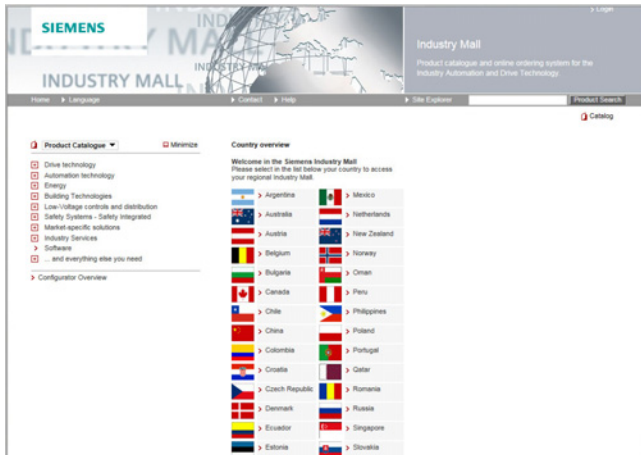 Login
SIEMENS
Industry Mall
Product catalogue and online ordering system for the
Industry Automation and Drive Technology.
INDUSTRY MALL
Home Language Contact Help Site Explorer Product Search
Catalog
Product Catalogue Minimize
Drive technology
Automation technology
Energy
Building Technologies
Low-Voltage controls and distribution
Safety Systems - Safety Integrated
Market-specific solutions
Industry Services
Software
... and everything else you need
Configurator Overview
Country overview
Welcome in the Siemens Industry Mall
Please select in the list below your country to access
your regional Industry Mall.
Argentina Mexico
Australia Netherlands
Austria New Zealand
Belgium Norway
Bulgaria Oman
Canada Peru
Chile Philippines
China Poland
Colombia Portugal
Croatia Qatar
Czech Republic Romania
Denmark Russia
Ecuador Singapore
Estonia Slovakia